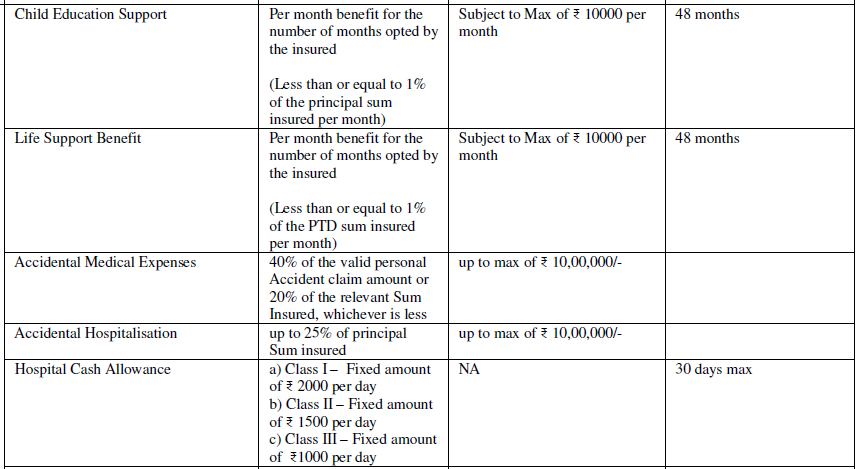 Child Education Support
Per month benefit for the
number of months opted by
the insured
(Less than or equal to 1%
of the principal sum
insured per month)
Subject to Max of ₹ 10000 per
month
48 months
Life Support Benefit
Per month benefit for the
number of months opted by
the insured
(Less than or equal to 1%
of the PTD sum insured
per month)
Subject to Max of ₹ 10000 per
month
48 months
Accidental Medical Expenses
40% of the valid personal
Accident claim amount or
20% of the relevant Sum
Insured, whichever is less
up to max of ₹ 10,00,000/-
Accidental Hospitalisation
up to 25% of principal
Sum insured
up to max of ₹ 10,00,000/-
Hospital Cash Allowance
a) Class I – Fixed amount
of ₹ 2000 per day
b) Class II – Fixed amount
of ₹ 1500 per day
c) Class III – Fixed amount
of ₹1000 per day
NA
30 days max